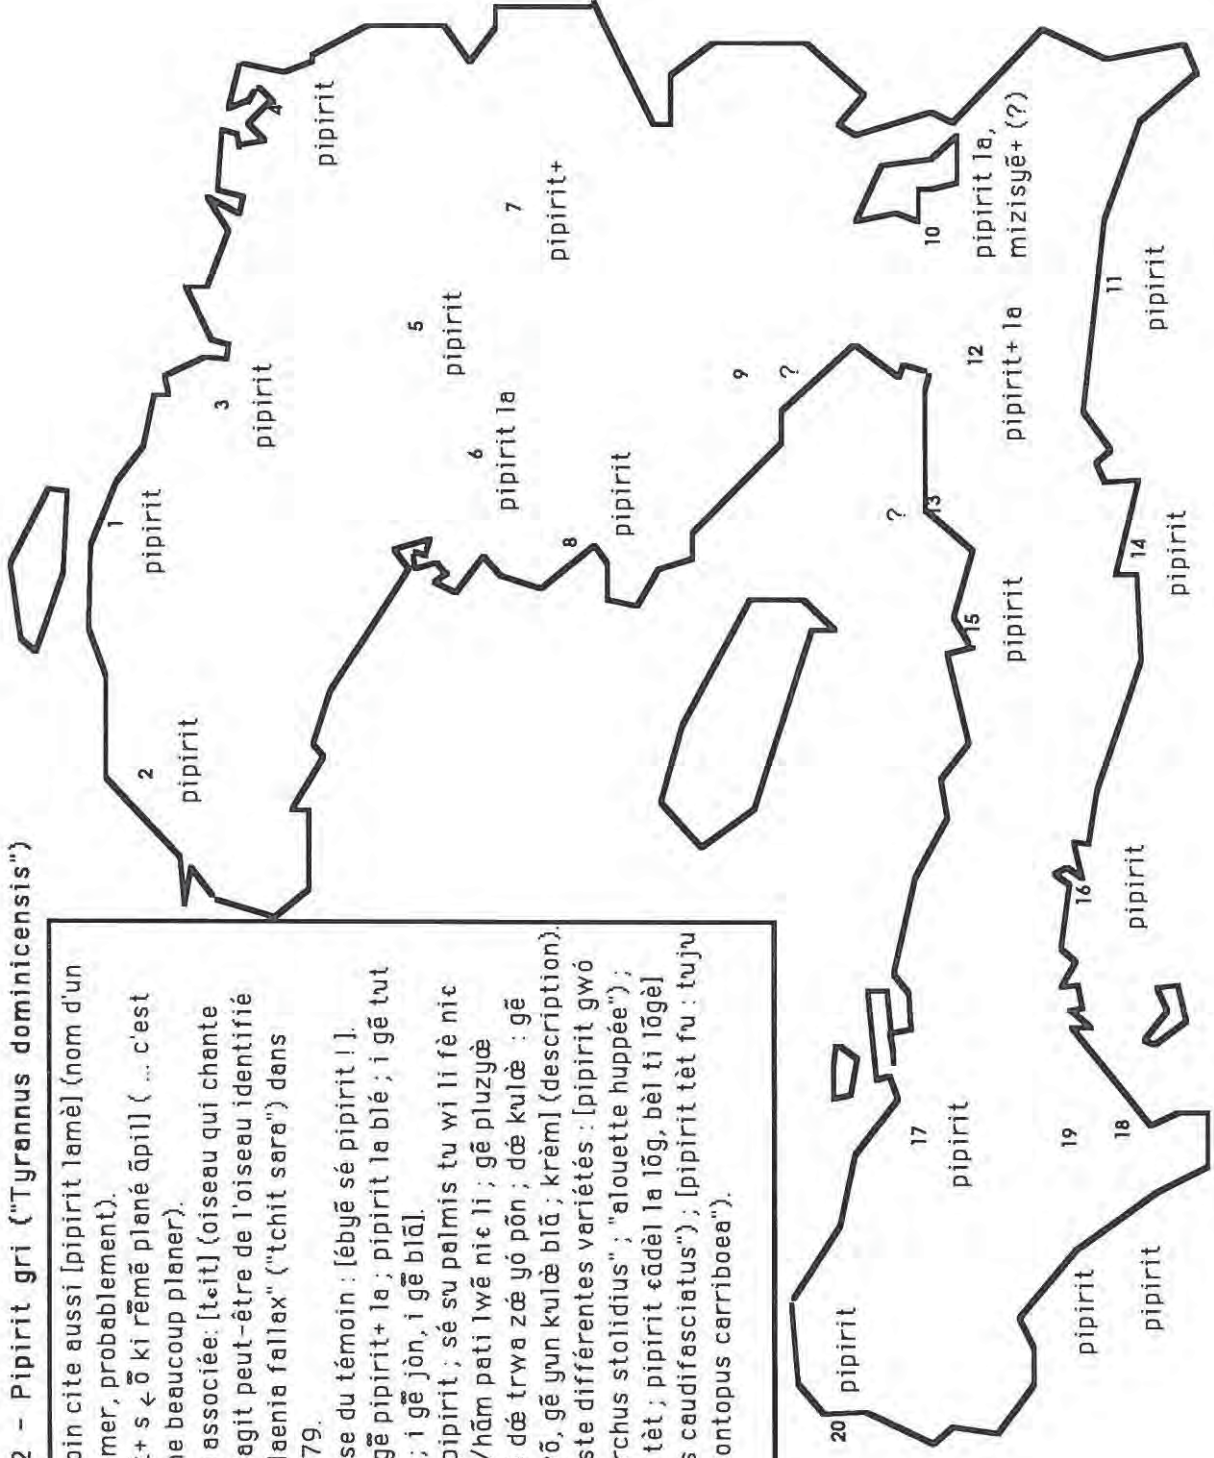 2 - Pipirit gri ("Tyrannus dominicensis")
pin cite aussi [pipirit lamè] (nom d'un
mer, probablement).
t+ s ← õ ki rẽmẽ plané ãpil] ( ... c'est
ne beaucoup planer).
associée: [tɛit] (oiseau qui chante
agit peut-être de l'oiseau identifié
laenia fallax" ("tchit sara") dans
79.
se du témoin : [ébyẽ sé pipirit ! ].
gẽ pipirit+ la ; pipirit la blé ; i gẽ tut
; i gẽ jòn, i gẽ blã].
pipirit ; sé su palmis tu wi li fè niɛ
/hãm pati lwẽ niɛ li ; gẽ pluzyœ̃
dœ́ trwa zœ́ yó põn ; dœ́ kulœ̀ : gẽ
rõ, gẽ yun kulœ̀ blã ; krèm] (description).
ste différentes variétés : [pipirit gwó
rchus stolidius" ; "alouette huppée") ;
tèt ; pipirit ɛãdèl la lõg, bèl ti lõgè]
s caudifasciatus") ; [pipirit tèt fu : tuju
ontopus carriboea").
1
pipirit
2
pipirit
3
pipirit
4
pipirit
5
pipirit
6
pipirit la
7
pipirit+
8
pipirit
9
?
10
pipirit la,
mizisyẽ+ (?)
11
pipirit
12
pipirit+ la
13
?
14
pipirit
15
pipirit
16
pipirit
17
pipirit
18
pipirit
19
pipirit
20
pipirit